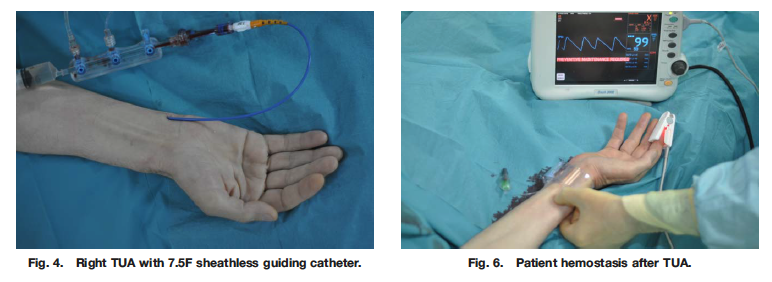 99
Fig. 4. Right TUA with 7.5F sheathless guiding catheter.
Fig. 6. Patient hemostasis after TUA.